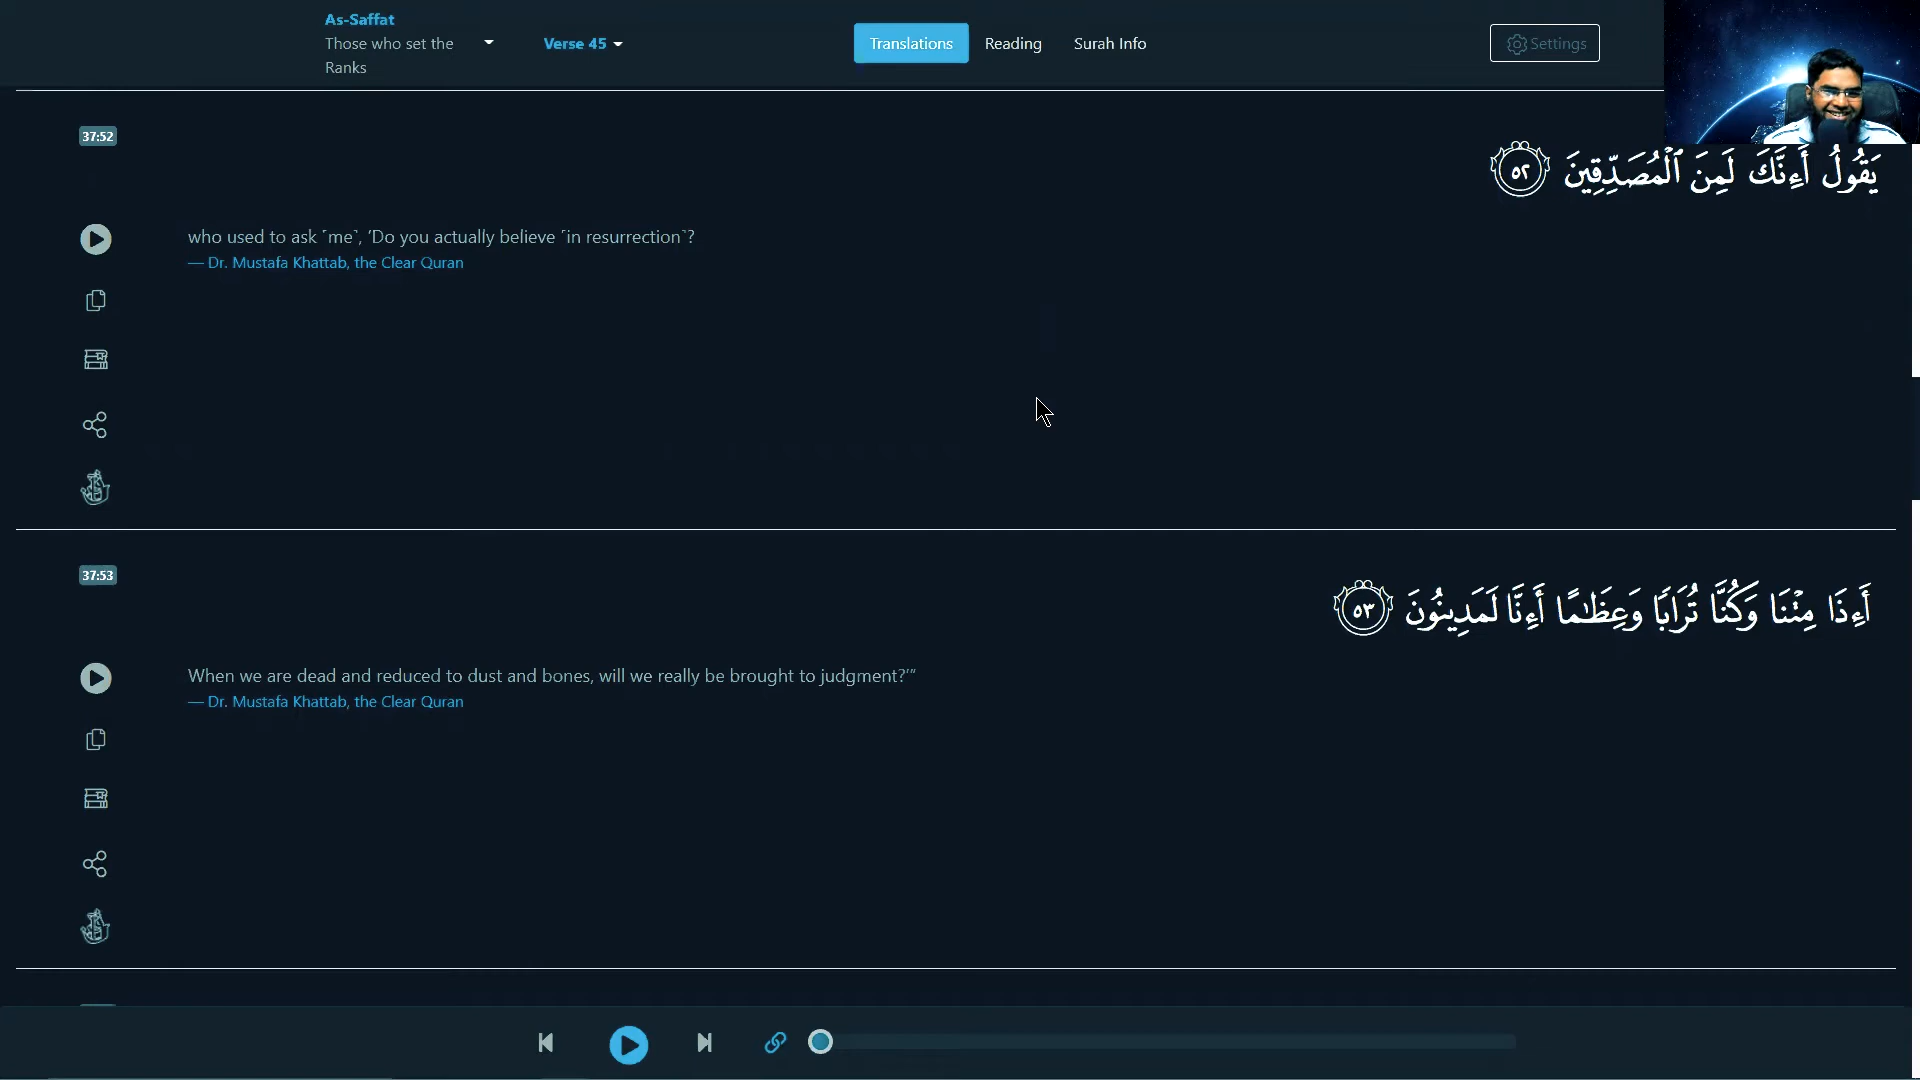 As-Saffat
Those who set the
Ranks
Verse 45
Translations
Reading
Surah Info
Settings
37:52
يَقُولُ أَءِنَّكَ لَمِنَ ٱلْمُصَدِّقِينَ ٥٢
who used to ask ˹me˺, ‘Do you actually believe ˹in resurrection˺?
— Dr. Mustafa Khattab, the Clear Quran
37:53
أَءِذَا مِتْنَا وَكُنَّا تُرَابًا وَعِظَـٰمًا أَءِنَّا لَمَدِينُونَ ٥٣
When we are dead and reduced to dust and bones, will we really be brought to judgment?’”
— Dr. Mustafa Khattab, the Clear Quran